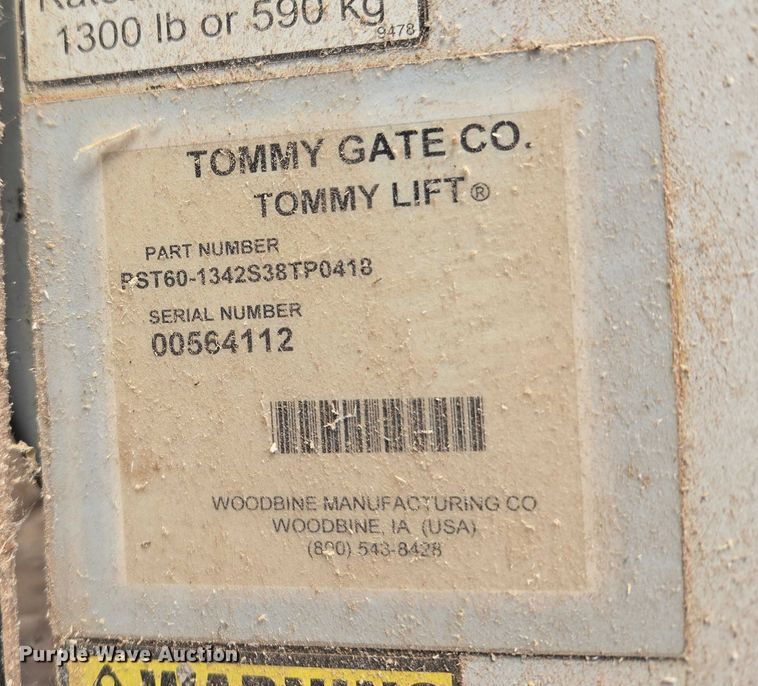 1300 lb or 590 kg
9478
TOMMY GATE CO.
TOMMY LIFT®
PART NUMBER
PST60-1342S38TP0418
SERIAL NUMBER
00564112
WOODBINE MANUFACTURING CO
WOODBINE, IA (USA)
(800) 543-8428
Purple Wave Auction
WARNING